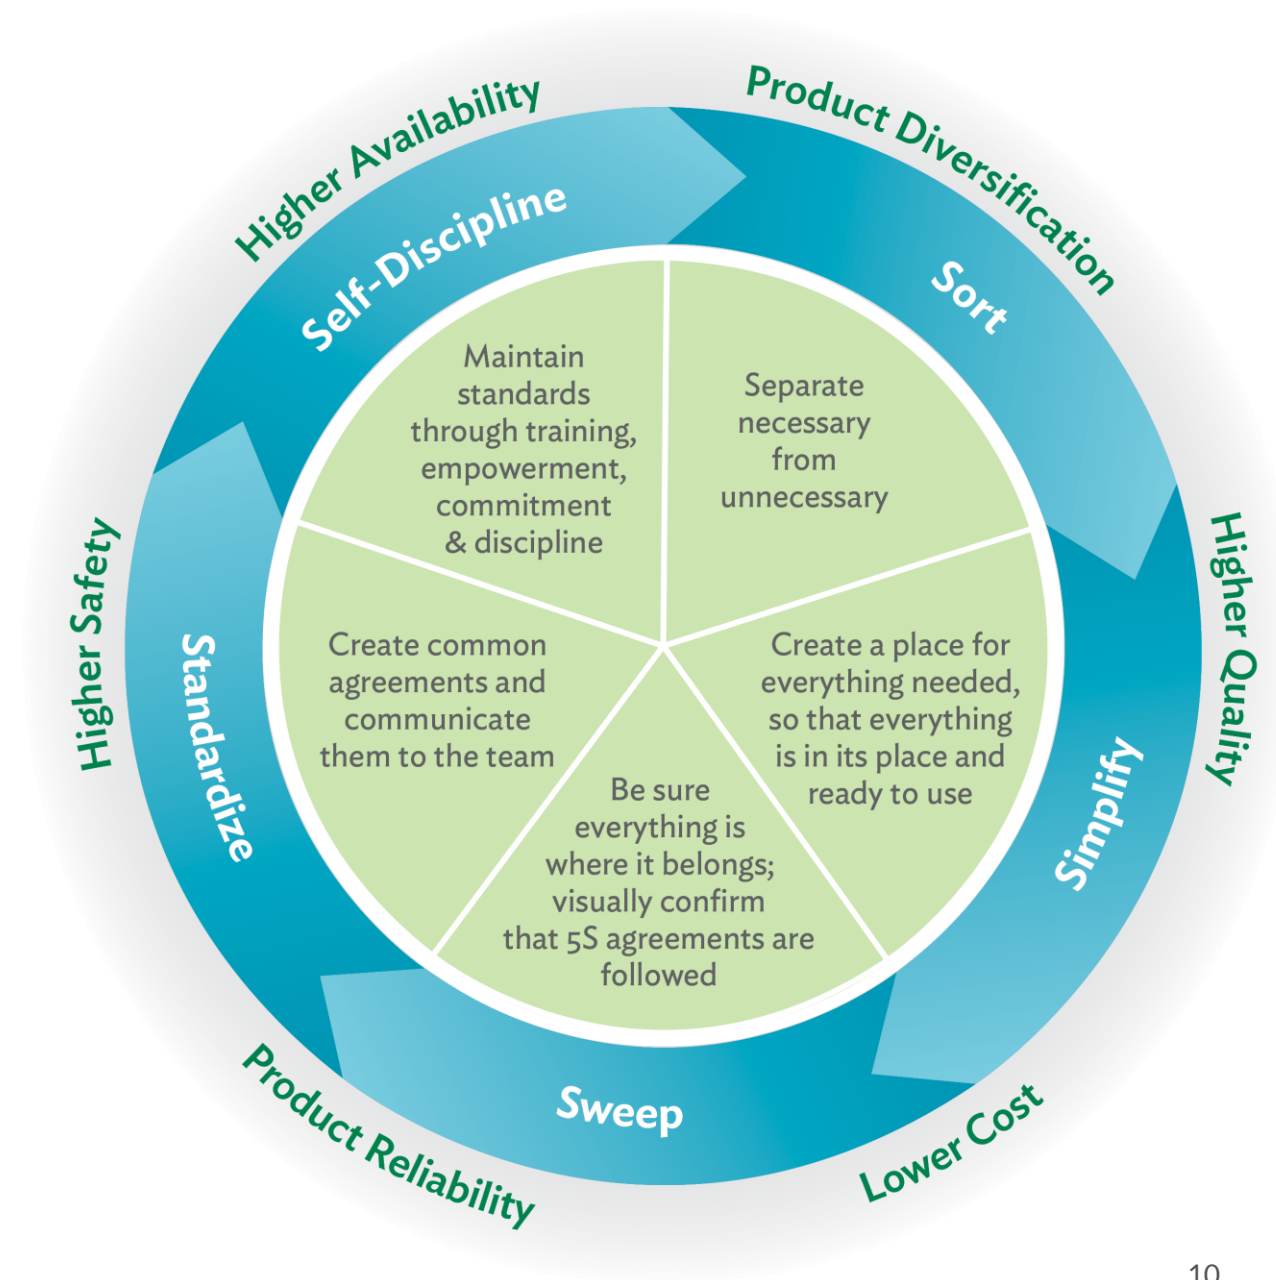 Higher Availability
Product Diversification
Self-Discipline
Sort
Maintain
standards
through training,
empowerment,
commitment
& discipline
Separate
necessary
from
unnecessary
Higher Safety
Higher Quality
Standardize
Simplify
Create common
agreements and
communicate
them to the team
Create a place for
everything needed,
so that everything
is in its place and
ready to use
Be sure
everything is
where it belongs;
visually confirm
that 5S agreements are
followed
Sweep
Product Reliability
Lower Cost
10